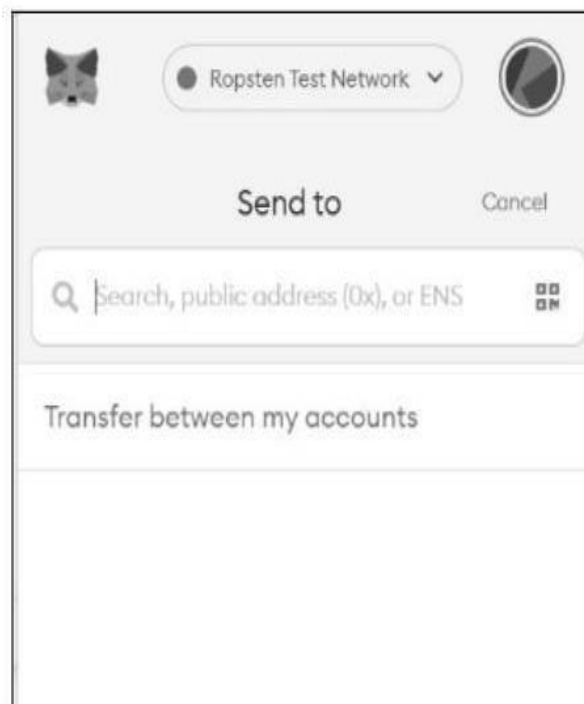 Ropsten Test Network
Send to
Cancel
Search, public address (0x), or ENS
Transfer between my accounts